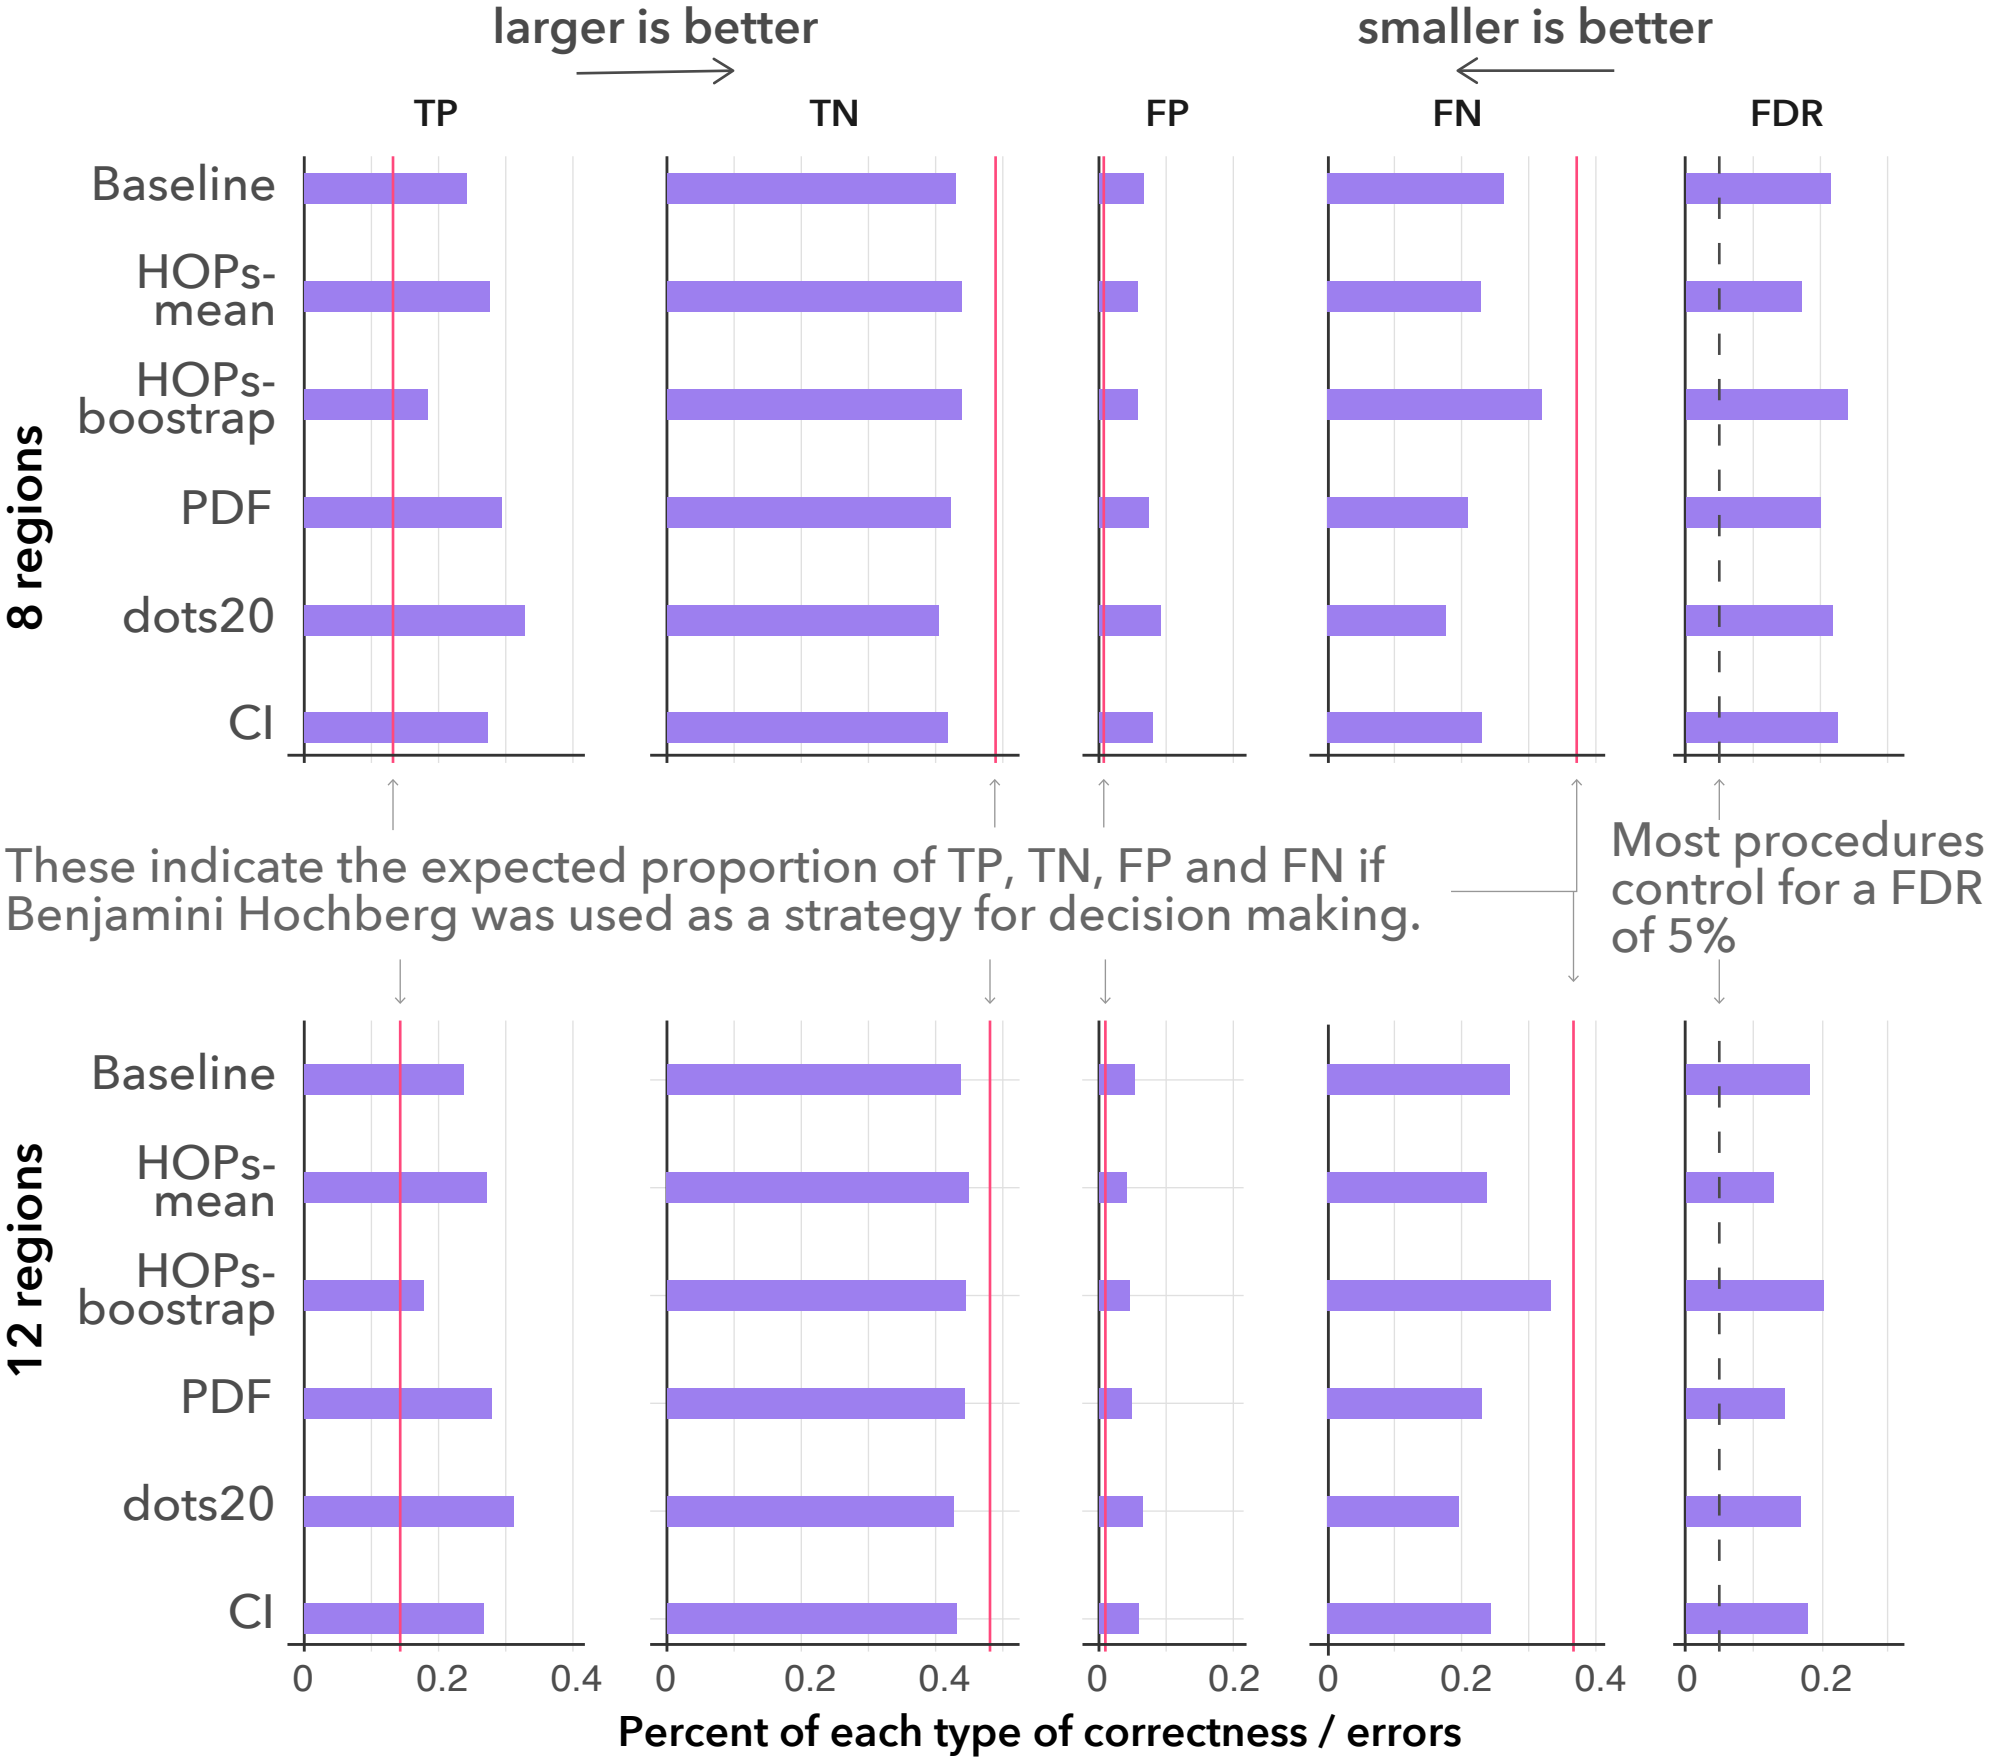 larger is better
smaller is better
TP TN FP FN FDR
8 regions
Baseline
HOPs-
mean
HOPs-
boostrap
PDF
dots20
CI
These indicate the expected proportion of TP, TN, FP and FN if
Benjamini Hochberg was used as a strategy for decision making.
Most procedures
control for a FDR
of 5%
12 regions
Baseline
HOPs-
mean
HOPs-
boostrap
PDF
dots20
CI
0 0.2 0.4 0 0.2 0.4 0 0.2 0 0.2 0.4 0 0.2
Percent of each type of correctness / errors